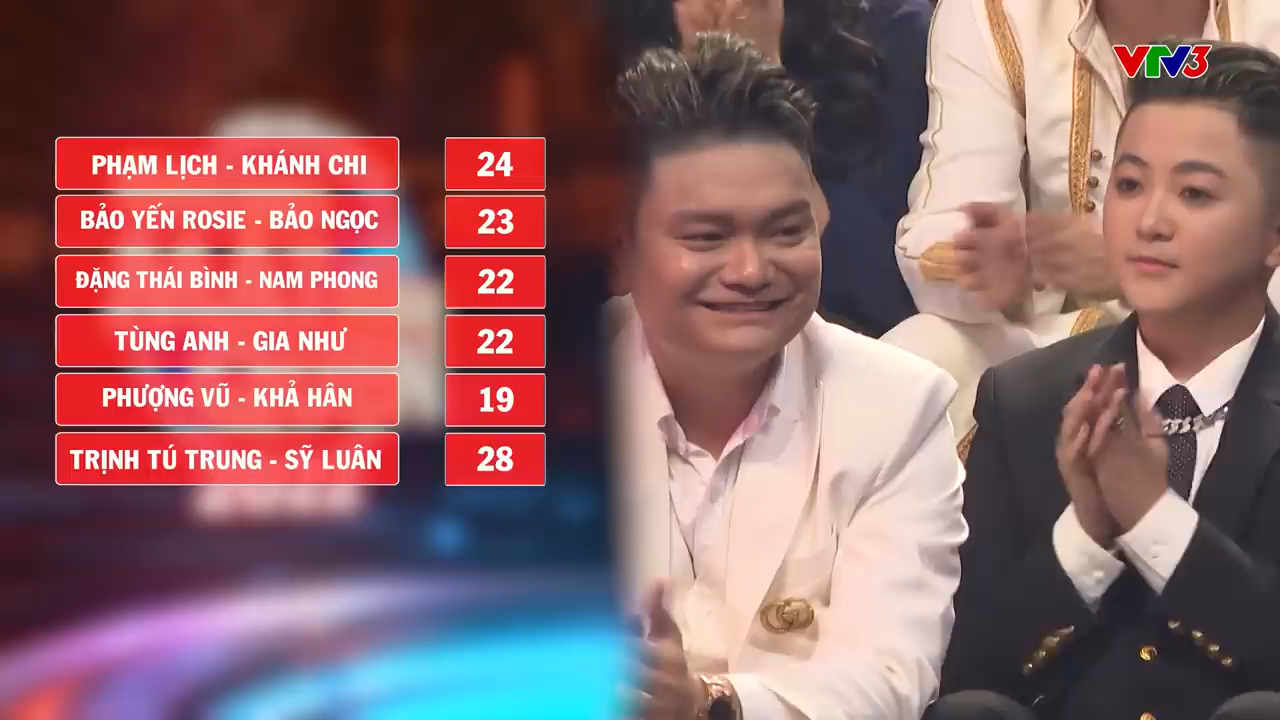 VTV3
PHẠM LỊCH - KHÁNH CHI 24
BẢO YẾN ROSIE - BẢO NGỌC 23
ĐẶNG THÁI BÌNH - NAM PHONG 22
TÙNG ANH - GIA NHƯ 22
PHƯỢNG VŨ - KHẢ HÂN 19
TRỊNH TÚ TRUNG - SỸ LUÂN 28